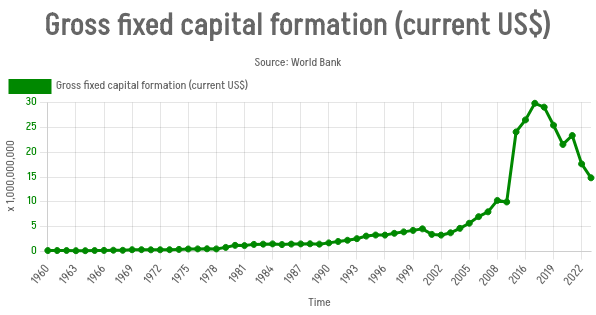 Gross fixed capital formation (current US$)
Source: World Bank
Gross fixed capital formation (current US$)
x 1,000,000,000
30
25
20
15
10
5
0
1960 1963 1966 1969 1972 1975 1978 1981 1984 1987 1990 1993 1996 1999 2002 2005 2008 2016 2019 2022
Time